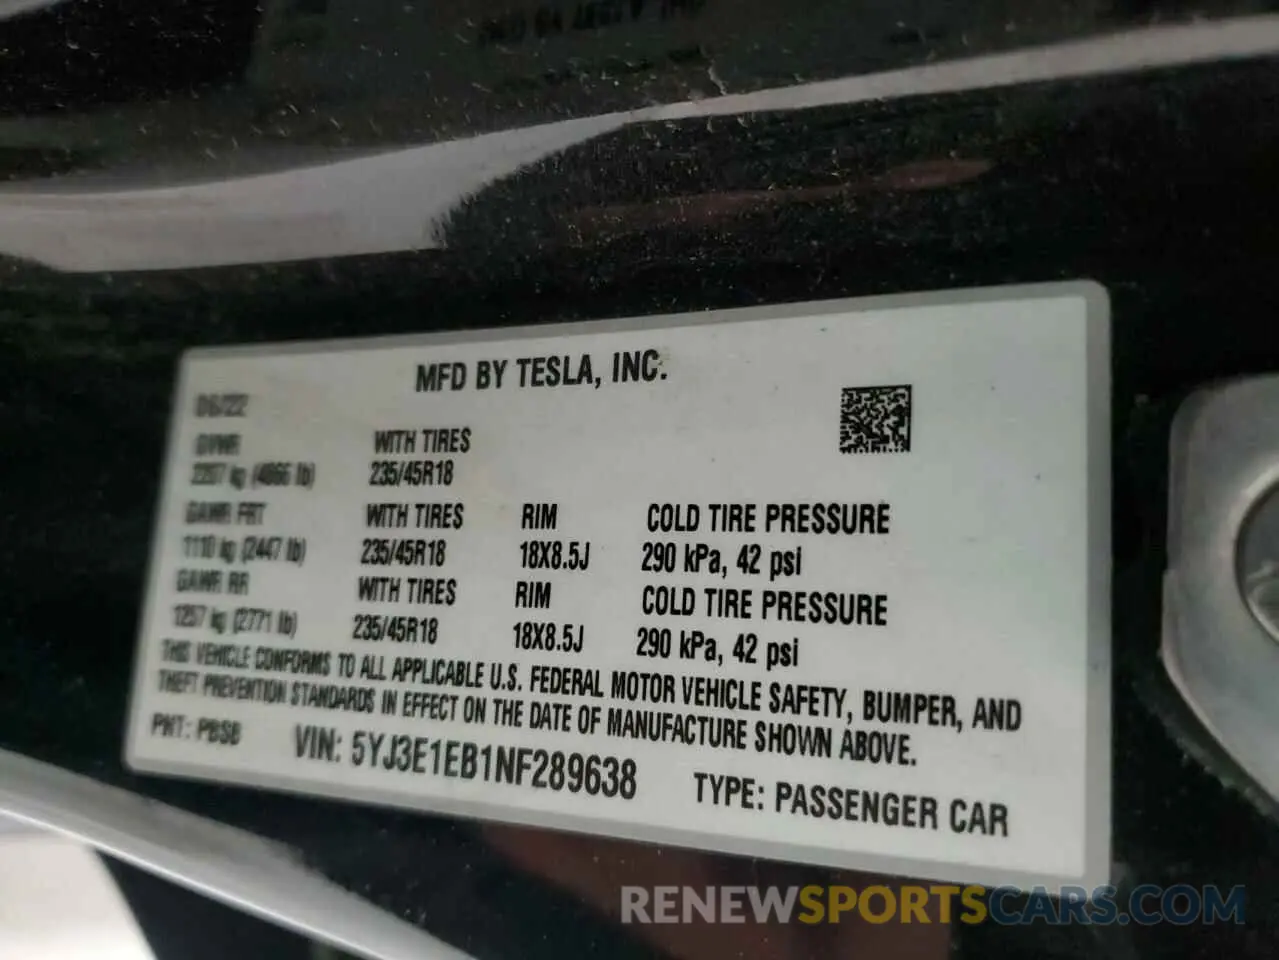 MFD BY TESLA, INC.
06/22
GVWR WITH TIRES
2207 kg (4866 lb) 235/45R18
GAWR FRT WITH TIRES RIM COLD TIRE PRESSURE
1110 kg (2447 lb) 235/45R18 18X8.5J 290 kPa, 42 psi
GAWR RR WITH TIRES RIM COLD TIRE PRESSURE
1257 kg (2771 lb) 235/45R18 18X8.5J 290 kPa, 42 psi
THIS VEHICLE CONFORMS TO ALL APPLICABLE U.S. FEDERAL MOTOR VEHICLE SAFETY, BUMPER, AND
THEFT PREVENTION STANDARDS IN EFFECT ON THE DATE OF MANUFACTURE SHOWN ABOVE.
PNT: PBSB VIN: 5YJ3E1EB1NF289638 TYPE: PASSENGER CAR
RENEWSPORTSCARS.COM